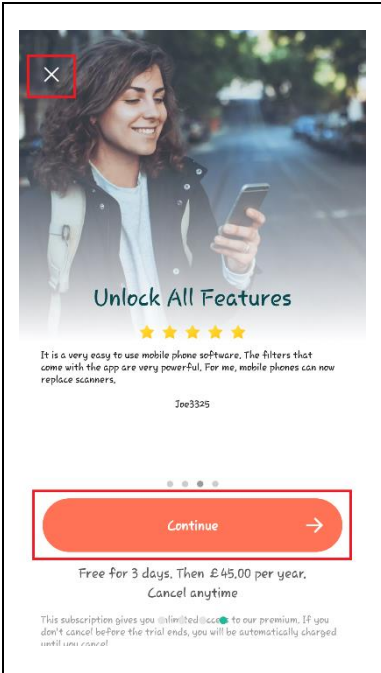 Unlock All Features
It is a very easy to use mobile phone software. The filters that
come with the app are very powerful. For me, mobile phones can now
replace scanners.
Joe3325
Continue
Free for 3 days. Then £45.00 per year.
Cancel anytime
This subscription gives you unlimited access to our premium. If you
don't cancel before the trial ends, you will be automatically charged
until you cancel